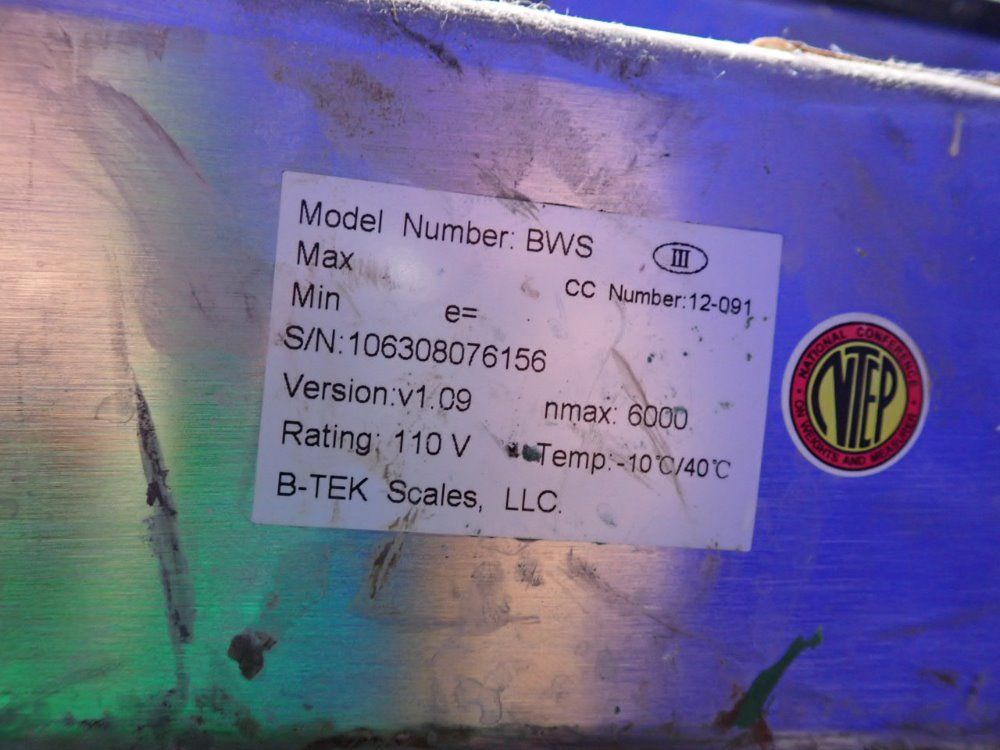 Model Number: BWS III
Max
CC Number:12-091
Min e=
S/N:106308076156
Version:v1.09 nmax: 6000
Rating: 110 V Temp:-10℃/40℃
B-TEK Scales, LLC.
NATIONAL CONFERENCE
NTEP
ON WEIGHTS AND MEASURES